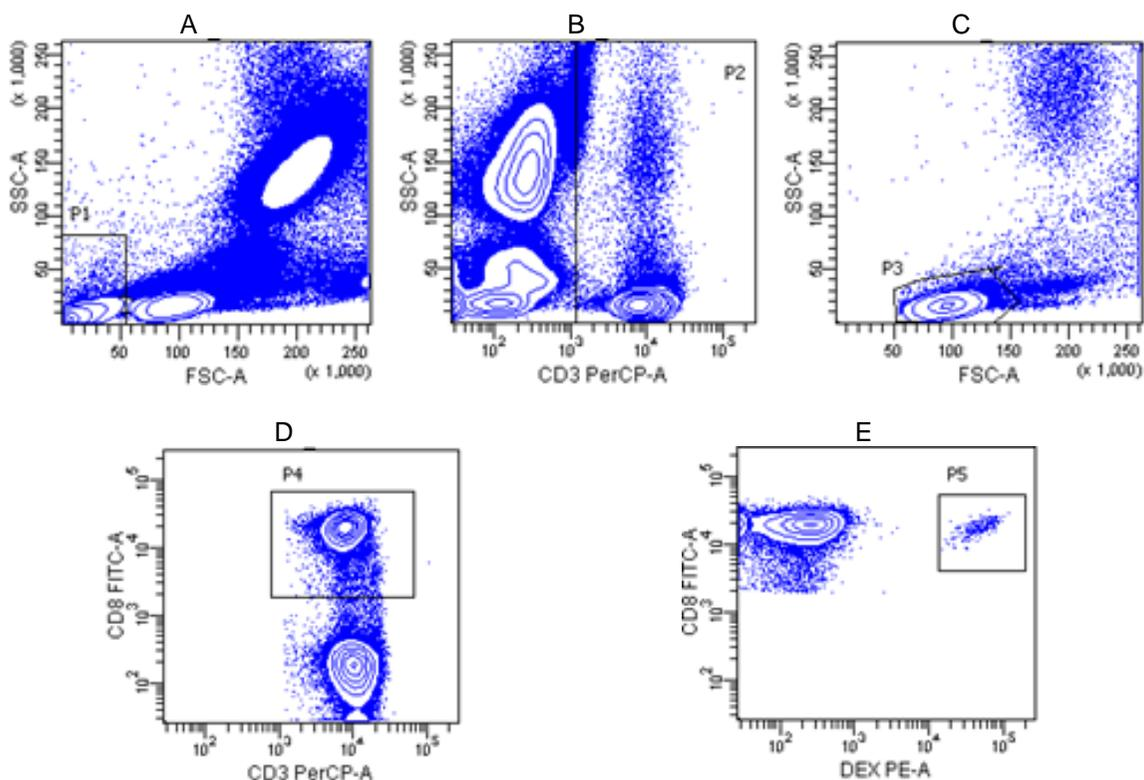 A
B
C
(x 1,000)
SSC-A
50 100 150 200 250
P1
50 100 150 200 250
FSC-A (x 1,000)
(x 1,000)
SSC-A
50 100 150 200 250
P2
10² 10³ 10⁴ 10⁵
CD3 PerCP-A
(x 1,000)
SSC-A
50 100 150 200 250
P3
50 100 150 200 250
FSC-A (x 1,000)
D
E
P4
CD8 FITC-A
10² 10³ 10⁴ 10⁵
10² 10³ 10⁴ 10⁵
CD3 PerCP-A
P5
CD8 FITC-A
10² 10³ 10⁴ 10⁵
10² 10³ 10⁴ 10⁵
DEX PE-A